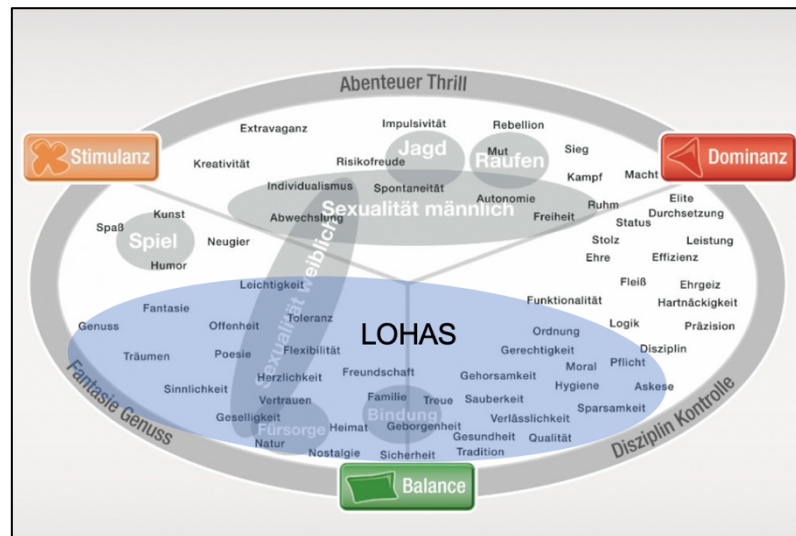 Abenteuer Thrill
Impulsivität
Rebellion
Extravaganz
Jagd
Mut
Sieg
Stimulanz
Raufen
Dominanz
Kreativität
Risikofreude
Kampf
Macht
Individualismus
Spontaneität
Autonomie
Elite
Ruhm
Sexualität männlich
Durchsetzung
Kunst
Abwechslung
Freiheit
Status
Spaß
Spiel
Neugier
Stolz
Leistung
Humor
Ehre
Effizienz
Sexualität weiblich
Leichtigkeit
Fleiß
Ehrgeiz
Fantasie
Funktionalität
Hartnäckigkeit
Genuss
Offenheit
Toleranz
LOHAS
Ordnung
Logik
Präzision
Träumen
Poesie
Flexibilität
Gerechtigkeit
Disziplin
Moral
Pflicht
Freundschaft
Herzlichkeit
Gehorsamkeit
Hygiene
Askese
Sinnlichkeit
Vertrauen
Familie
Treue
Sauberkeit
Sparsamkeit
Geselligkeit
Bindung
Verlässlichkeit
Fürsorge
Heimat
Geborgenheit
Natur
Gesundheit
Qualität
Nostalgie
Sicherheit
Tradition
Fantasie Genuss
Disziplin Kontrolle
Balance